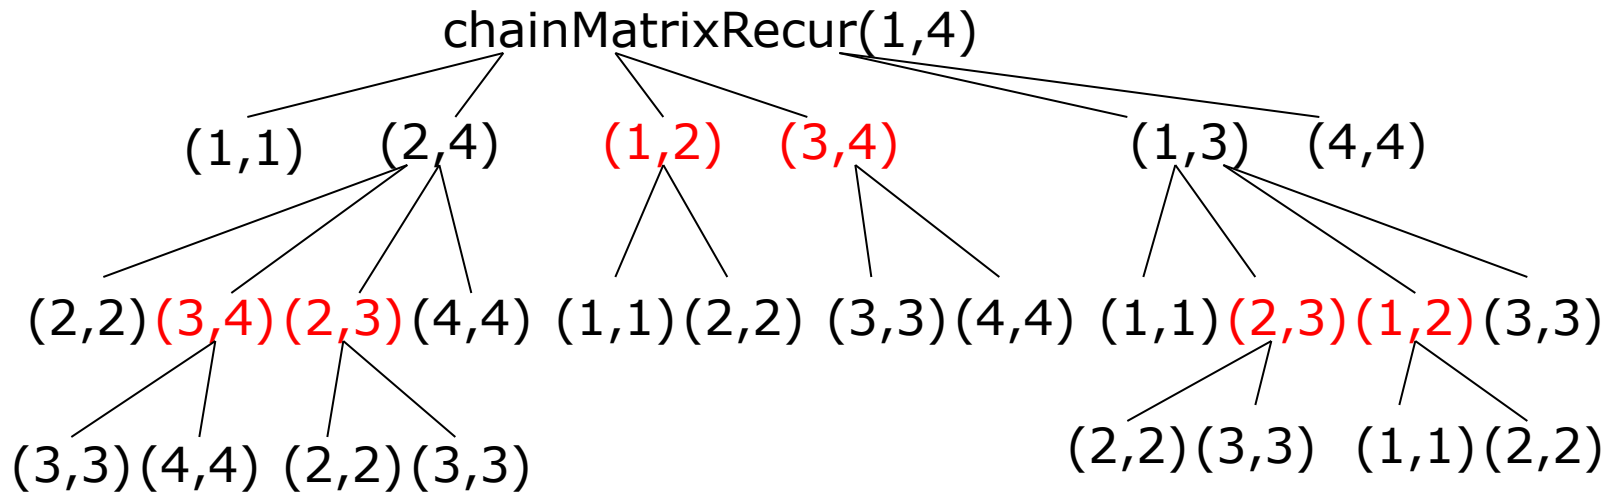 chainMatrixRecur(1,4)
(1,1) (2,4) (1,2) (3,4) (1,3) (4,4)
(2,2) (3,4) (2,3) (4,4) (1,1) (2,2) (3,3) (4,4) (1,1) (2,3) (1,2) (3,3)
(3,3) (4,4) (2,2) (3,3) (2,2) (3,3) (1,1) (2,2)